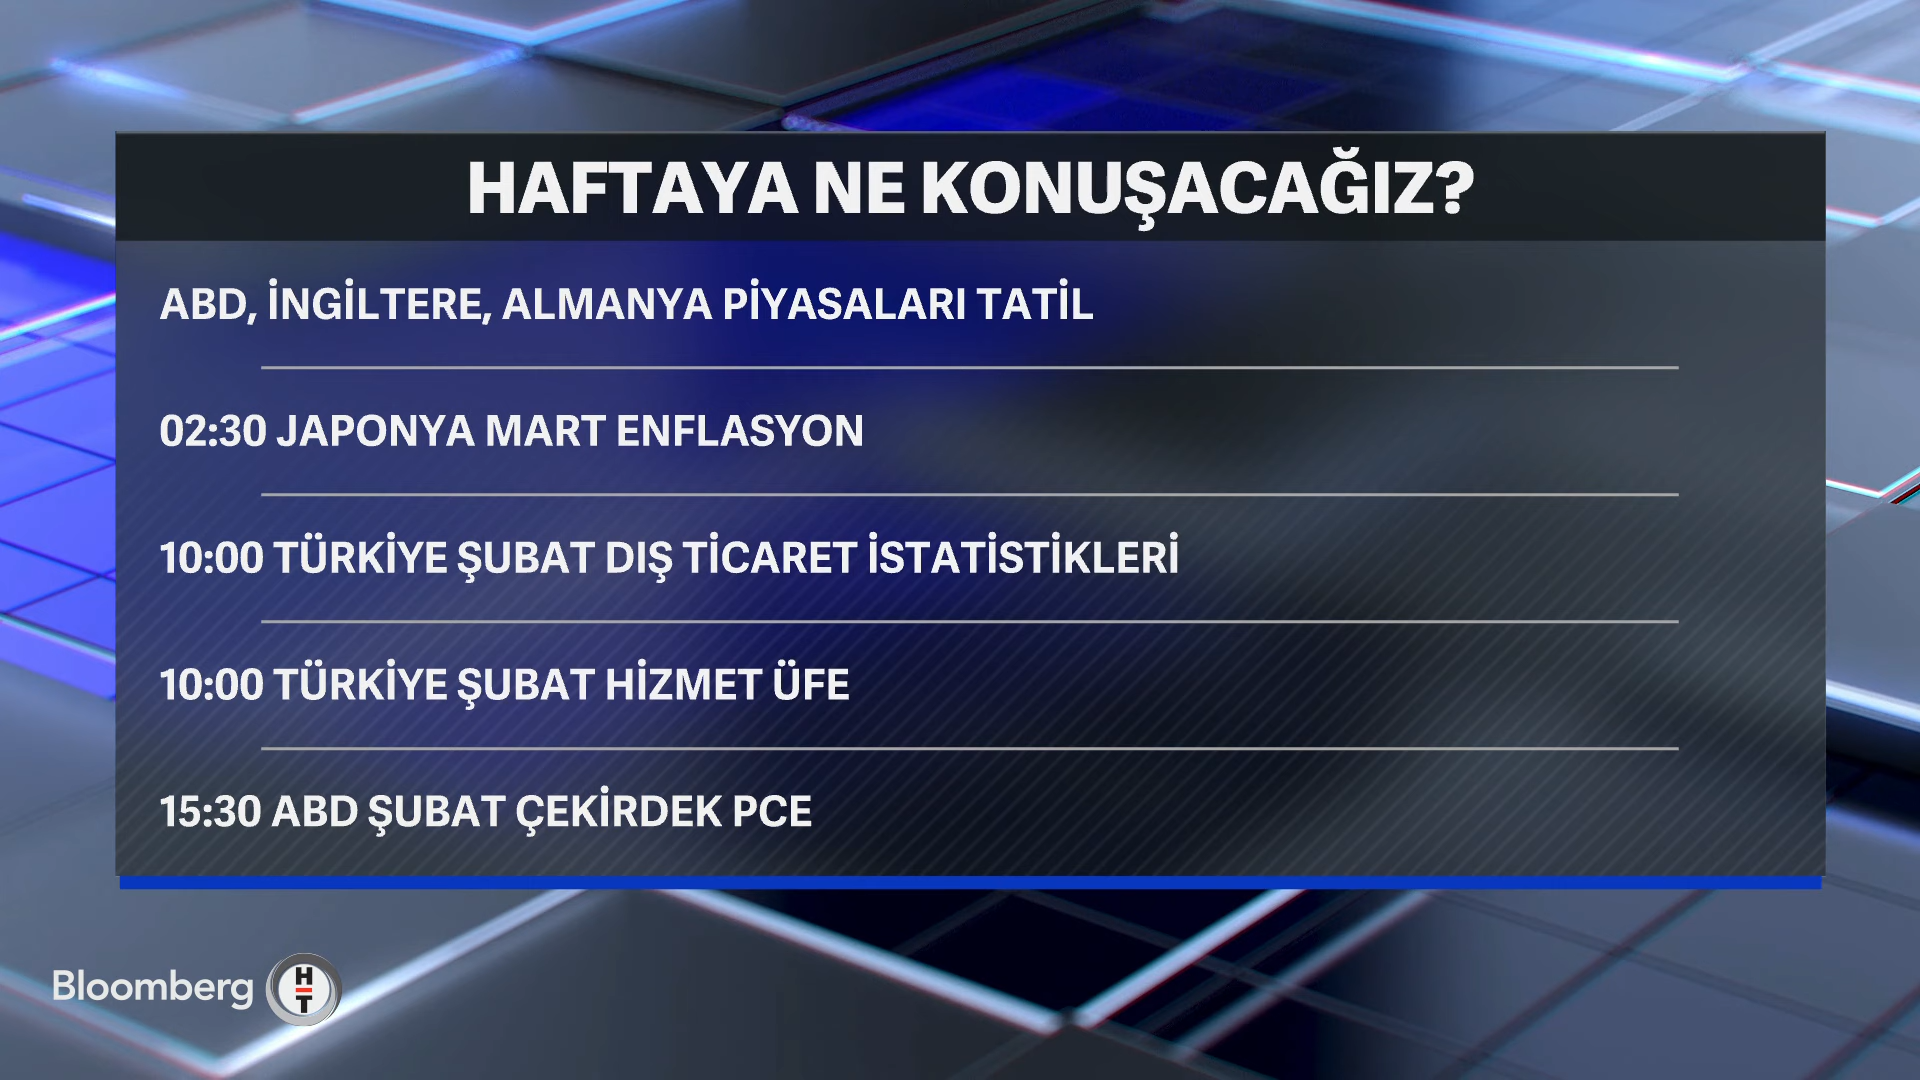 HAFTAYA NE KONUŞACAĞIZ?
ABD, İNGİLTERE, ALMANYA PİYASALARI TATİL
02:30 JAPONYA MART ENFLASYON
10:00 TÜRKİYE ŞUBAT DIŞ TİCARET İSTATİSTİKLERİ
10:00 TÜRKİYE ŞUBAT HİZMET ÜFE
15:30 ABD ŞUBAT ÇEKİRDEK PCE
Bloomberg HT